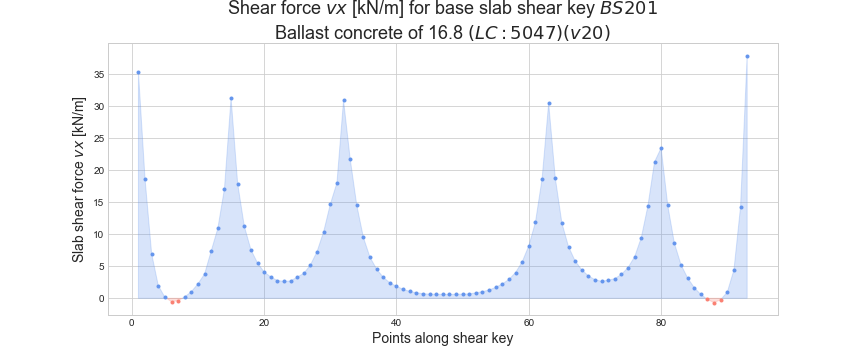 Shear force vx [kN/m] for base slab shear key BS201
Ballast concrete of 16.8 (LC : 5047)(v20)
Slab shear force vx [kN/m]
35
30
25
20
15
10
5
0
0 20 40 60 80
Points along shear key